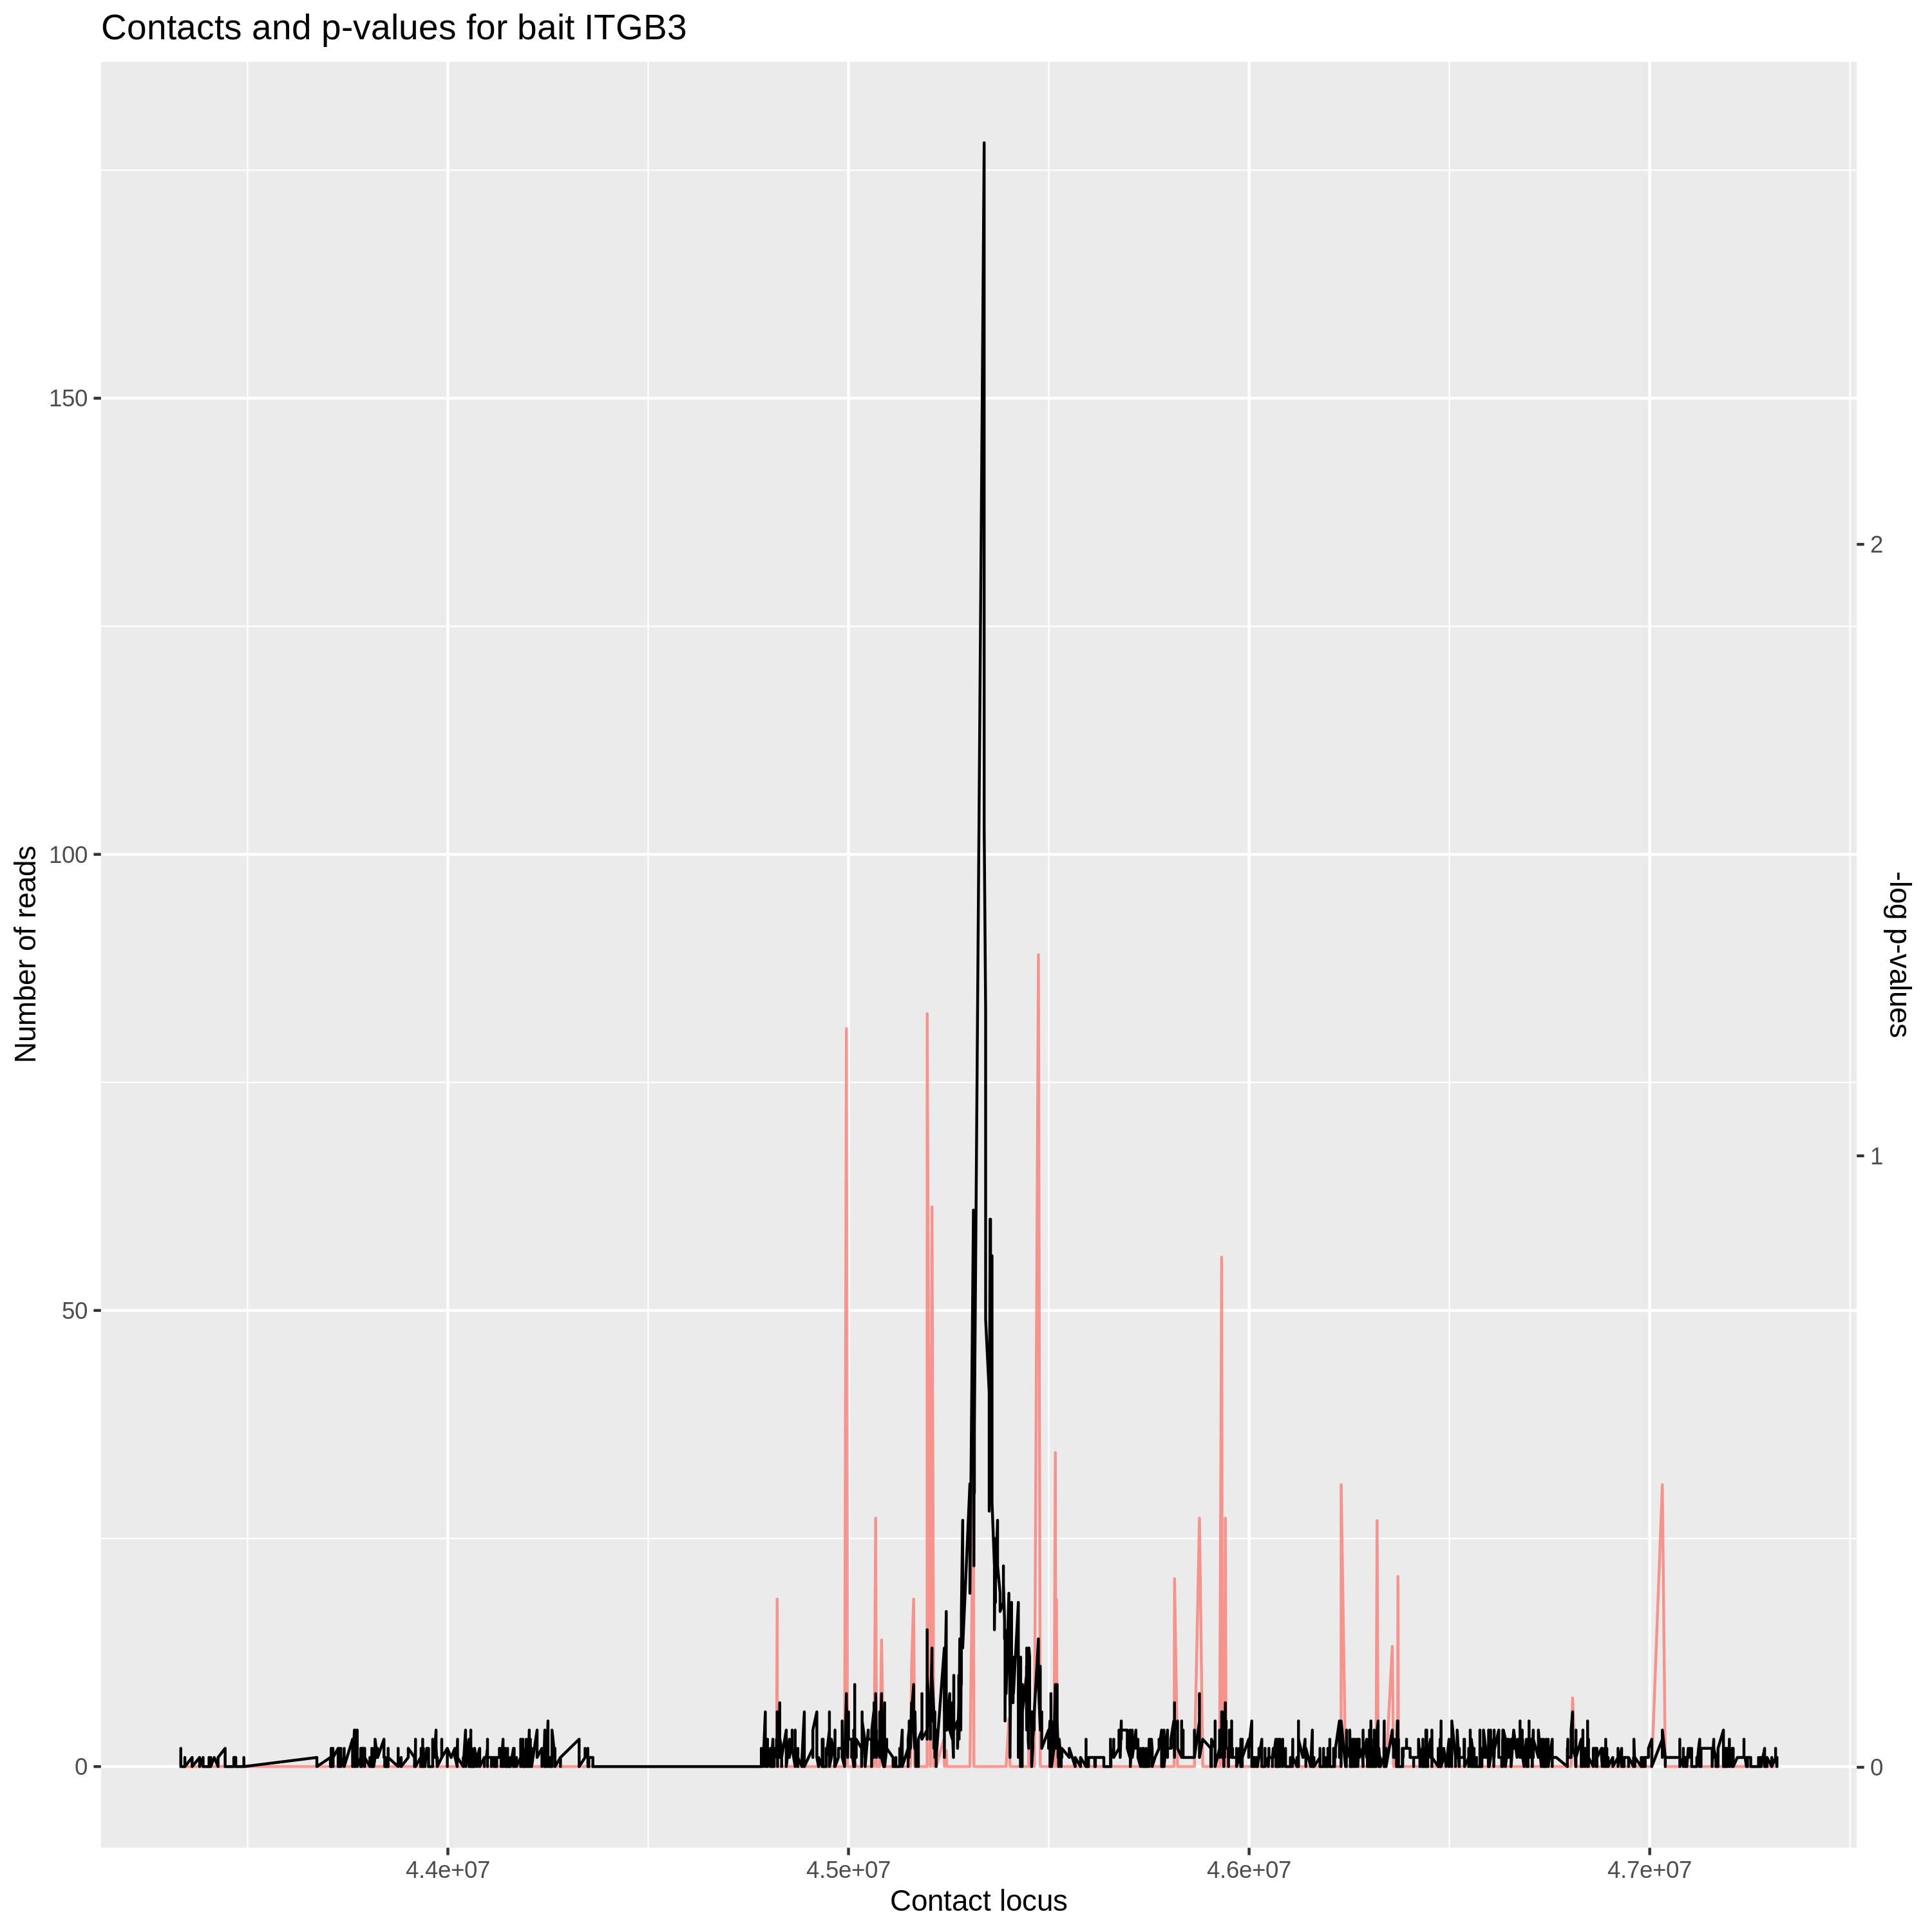 Contacts and p-values for bait ITGB3
150
100
50
0
Number of reads
2
1
0
-log p-values
4.4e+07
4.5e+07
4.6e+07
4.7e+07
Contact locus